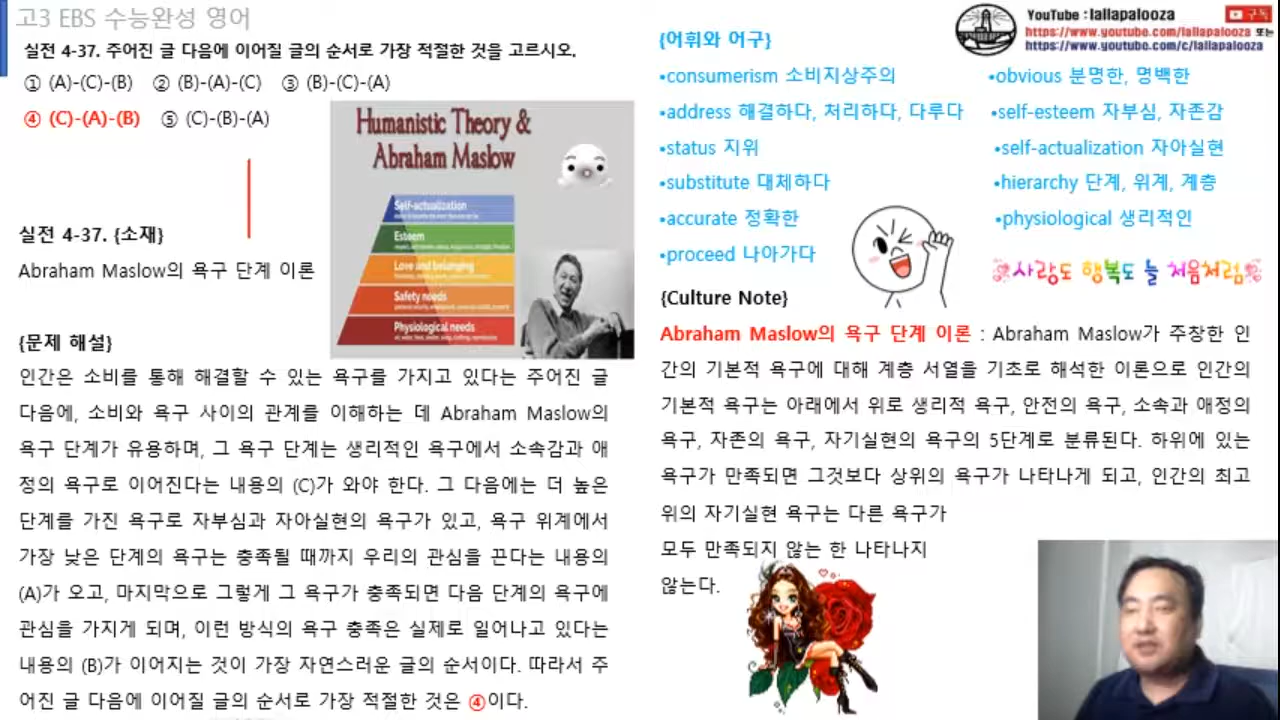 고3 EBS 수능완성 영어
실전 4-37. 주어진 글 다음에 이어질 글의 순서로 가장 적절한 것을 고르시오.
① (A)-(C)-(B) ② (B)-(A)-(C) ③ (B)-(C)-(A)
④ (C)-(A)-(B) ⑤ (C)-(B)-(A)
Humanistic Theory &
Abraham Maslow
Self-actualization
Esteem
Love and belonging
Safety needs
Physiological needs
실전 4-37. {소재}
Abraham Maslow의 욕구 단계 이론
{문제 해설}
인간은 소비를 통해 해결할 수 있는 욕구를 가지고 있다는 주어진 글
다음에, 소비와 욕구 사이의 관계를 이해하는 데 Abraham Maslow의
욕구 단계가 유용하며, 그 욕구 단계는 생리적인 욕구에서 소속감과 애
정의 욕구로 이어진다는 내용의 (C)가 와야 한다. 그 다음에는 더 높은
단계를 가진 욕구로 자부심과 자아실현의 욕구가 있고, 욕구 위계에서
가장 낮은 단계의 욕구는 충족될 때까지 우리의 관심을 끈다는 내용의
(A)가 오고, 마지막으로 그렇게 그 욕구가 충족되면 다음 단계의 욕구에
관심을 가지게 되며, 이런 방식의 욕구 충족은 실제로 일어나고 있다는
내용의 (B)가 이어지는 것이 가장 자연스러운 글의 순서이다. 따라서 주
어진 글 다음에 이어질 글의 순서로 가장 적절한 것은 ④이다.
YouTube : lallapalooza
구독
https://www.youtube.com/lallapalooza 또는
https://www.youtube.com/c/lallapalooza
{어휘와 어구}
•consumerism 소비지상주의 •obvious 분명한, 명백한
•address 해결하다, 처리하다, 다루다 •self-esteem 자부심, 자존감
•status 지위 •self-actualization 자아실현
•substitute 대체하다 •hierarchy 단계, 위계, 계층
•accurate 정확한 •physiological 생리적인
•proceed 나아가다
사랑도 행복도 늘 처음처럼
{Culture Note}
Abraham Maslow의 욕구 단계 이론 : Abraham Maslow가 주창한 인
간의 기본적 욕구에 대해 계층 서열을 기초로 해석한 이론으로 인간의
기본적 욕구는 아래에서 위로 생리적 욕구, 안전의 욕구, 소속과 애정의
욕구, 자존의 욕구, 자기실현의 욕구의 5단계로 분류된다. 하위에 있는
욕구가 만족되면 그것보다 상위의 욕구가 나타나게 되고, 인간의 최고
위의 자기실현 욕구는 다른 욕구가
모두 만족되지 않는 한 나타나지
않는다.